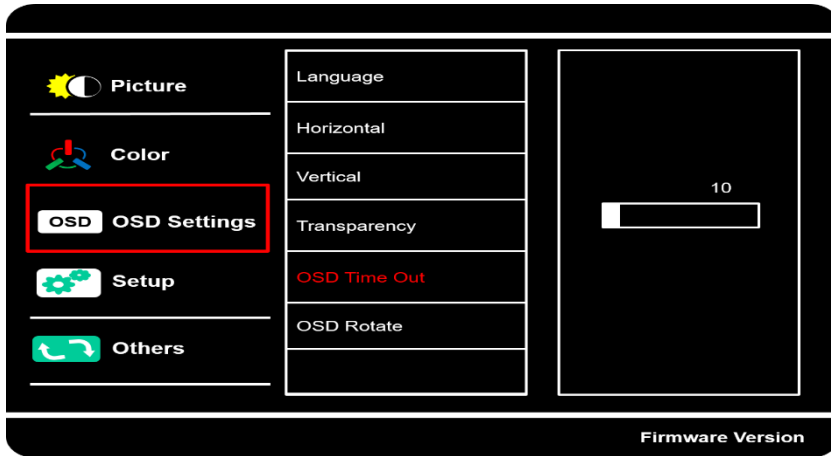 Picture
Color
OSD OSD Settings
Setup
Others
Language
Horizontal
Vertical
Transparency
OSD Time Out
OSD Rotate
10
Firmware Version